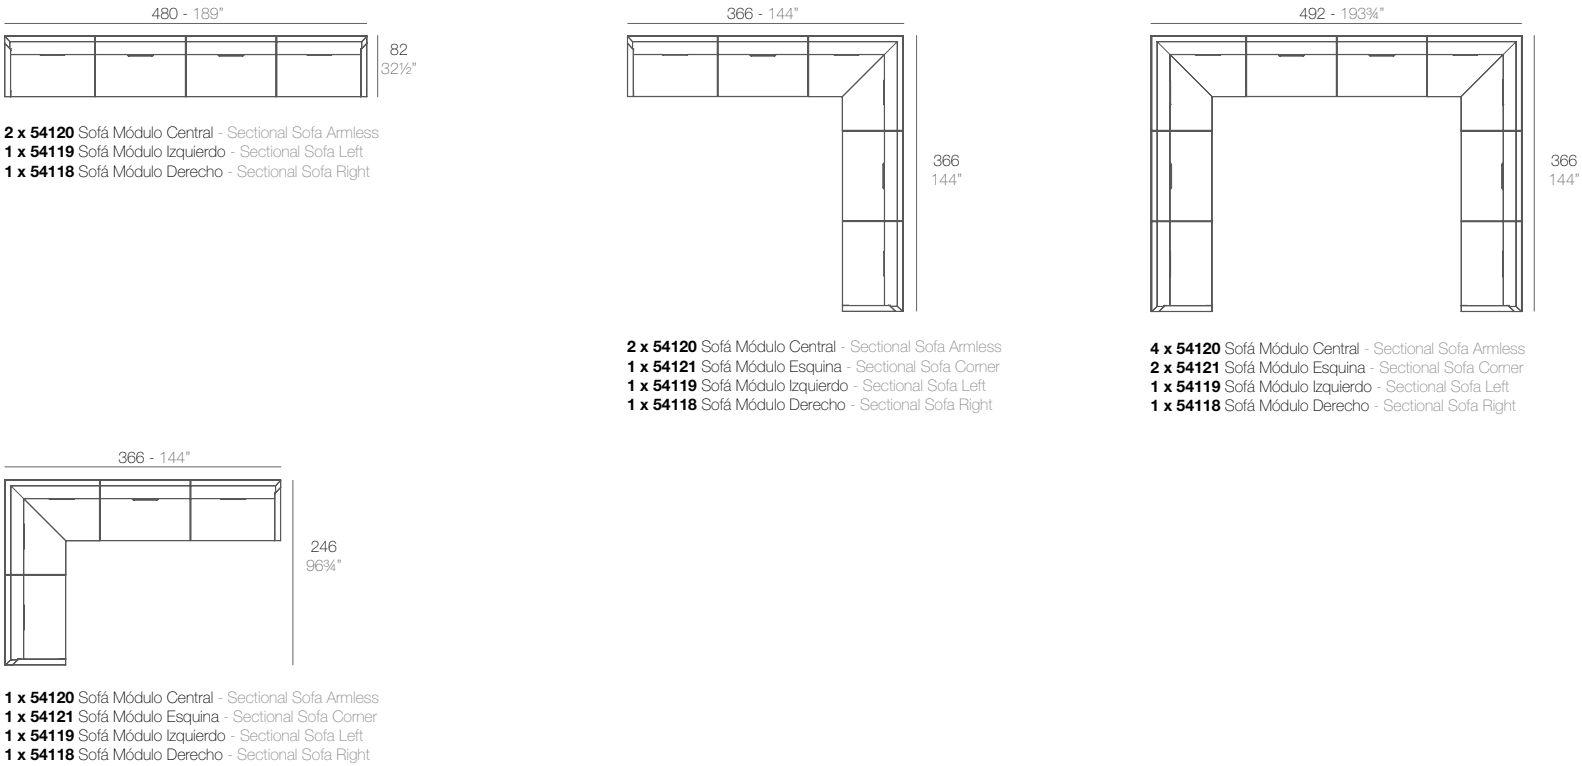 480 - 189”
82
32½”
2 x 54120 Sofá Módulo Central - Sectional Sofa Armless
1 x 54119 Sofá Módulo Izquierdo - Sectional Sofa Left
1 x 54118 Sofá Módulo Derecho - Sectional Sofa Right
366 - 144”
366
144”
2 x 54120 Sofá Módulo Central - Sectional Sofa Armless
1 x 54121 Sofá Módulo Esquina - Sectional Sofa Corner
1 x 54119 Sofá Módulo Izquierdo - Sectional Sofa Left
1 x 54118 Sofá Módulo Derecho - Sectional Sofa Right
492 - 193¾”
366
144”
4 x 54120 Sofá Módulo Central - Sectional Sofa Armless
2 x 54121 Sofá Módulo Esquina - Sectional Sofa Corner
1 x 54119 Sofá Módulo Izquierdo - Sectional Sofa Left
1 x 54118 Sofá Módulo Derecho - Sectional Sofa Right
366 - 144”
246
96¾”
1 x 54120 Sofá Módulo Central - Sectional Sofa Armless
1 x 54121 Sofá Módulo Esquina - Sectional Sofa Corner
1 x 54119 Sofá Módulo Izquierdo - Sectional Sofa Left
1 x 54118 Sofá Módulo Derecho - Sectional Sofa Right